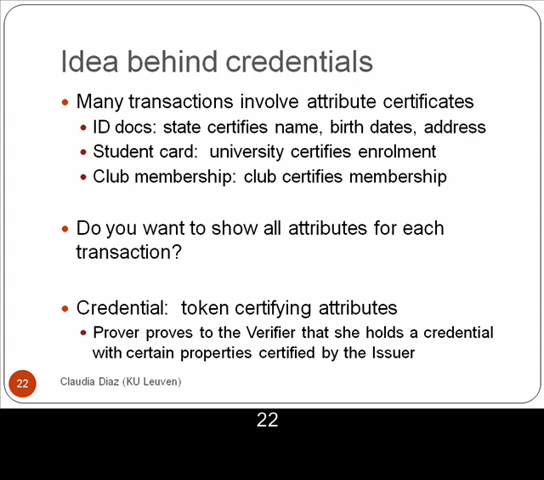 Idea behind credentials
• Many transactions involve attribute certificates
• ID docs: state certifies name, birth dates, address
• Student card: university certifies enrolment
• Club membership: club certifies membership
• Do you want to show all attributes for each
transaction?
• Credential: token certifying attributes
• Prover proves to the Verifier that she holds a credential
with certain properties certified by the Issuer
22 Claudia Diaz (KU Leuven)
22